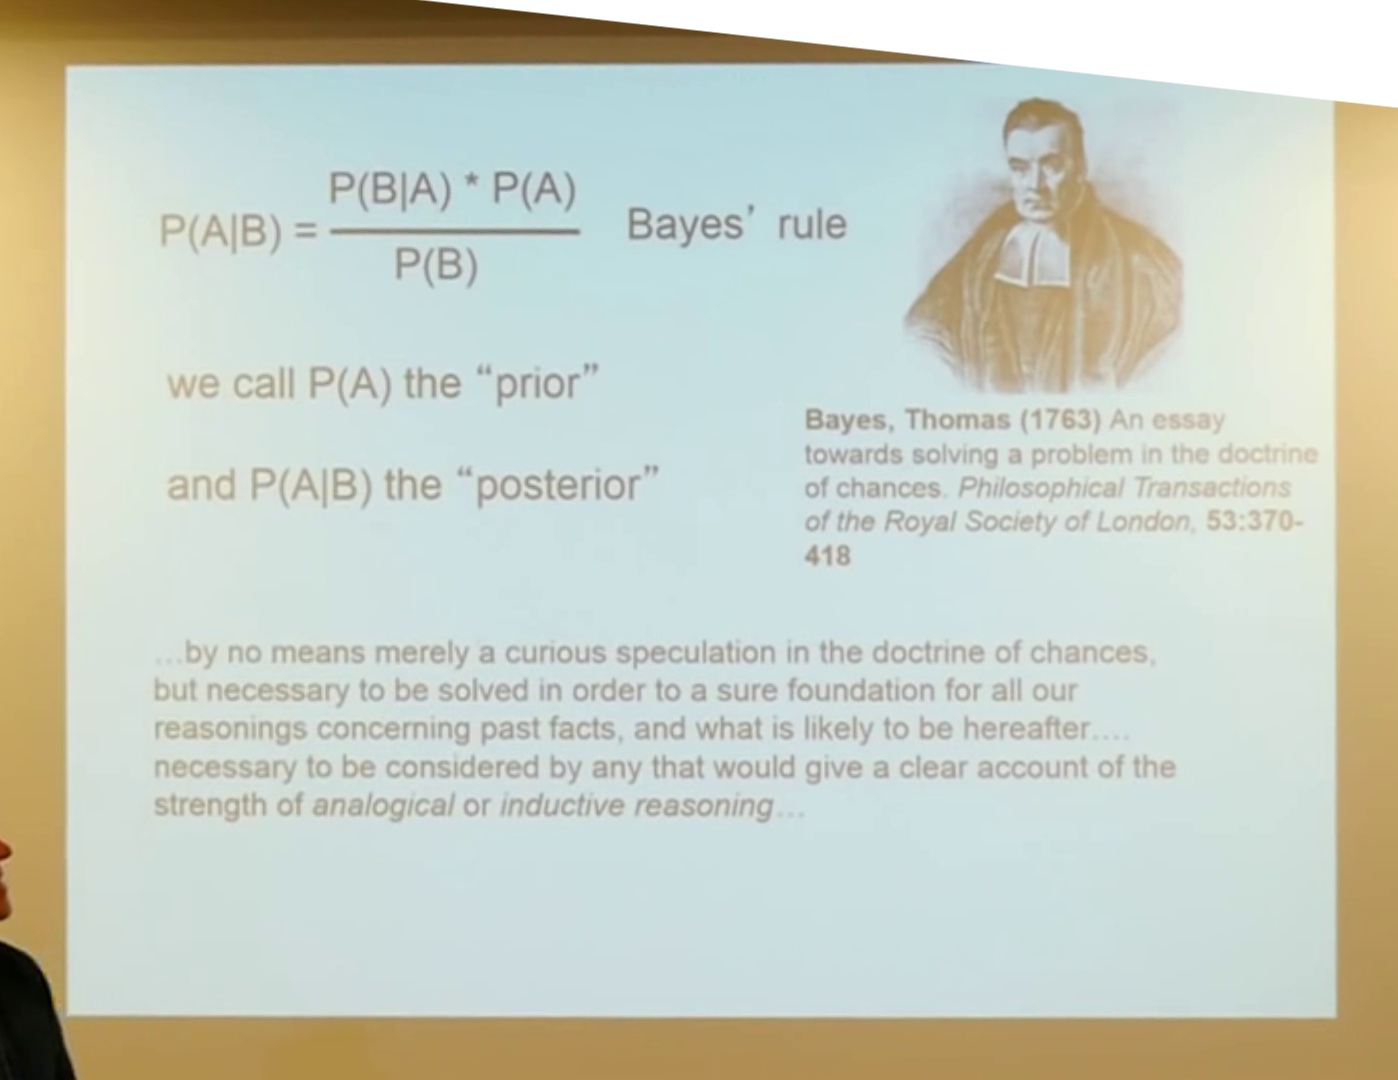 P(B|A) * P(A)
P(A|B) =
P(B)
Bayes’ rule
we call P(A) the “prior”
and P(A|B) the “posterior”
Bayes, Thomas (1763) An essay
towards solving a problem in the doctrine
of chances. Philosophical Transactions
of the Royal Society of London, 53:370-
418
…by no means merely a curious speculation in the doctrine of chances,
but necessary to be solved in order to a sure foundation for all our
reasonings concerning past facts, and what is likely to be hereafter….
necessary to be considered by any that would give a clear account of the
strength of analogical or inductive reasoning…